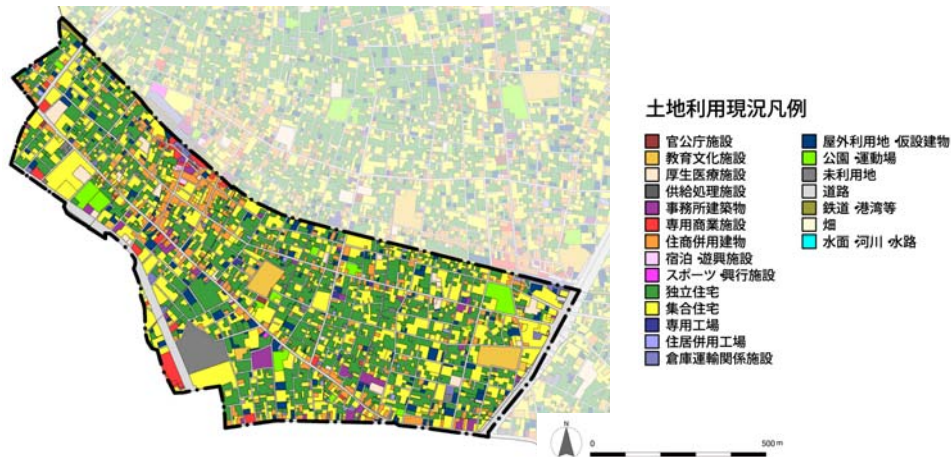 土地利用現況凡例
官公庁施設
教育文化施設
厚生医療施設
供給処理施設
事務所建築物
専用商業施設
住商併用建物
宿泊・遊興施設
スポーツ・興行施設
独立住宅
集合住宅
専用工場
住居併用工場
倉庫運輸関係施設
屋外利用地・仮設建物
公園・運動場
未利用地
道路
鉄道・港湾等
畑
水面・河川・水路
N
0 500m